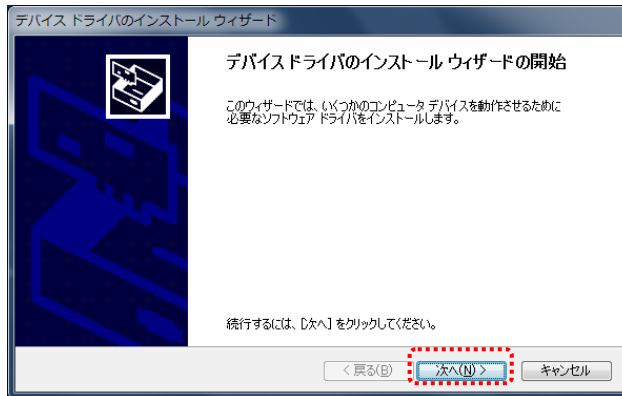 デバイス ドライバのインストール ウィザード
デバイス ドライバのインストール ウィザードの開始
このウィザードでは、いくつかのコンピュータ デバイスを動作させるために
必要なソフトウェア ドライバをインストールします。
続行するには、[次へ] をクリックしてください。
< 戻る(B)
次へ(N) >
キャンセル